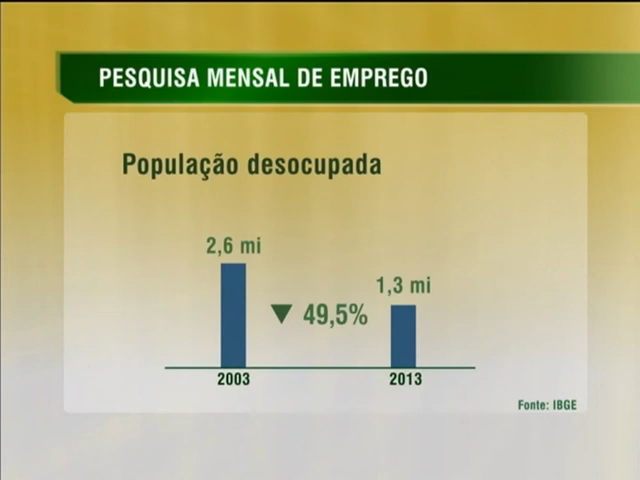 PESQUISA MENSAL DE EMPREGO
População desocupada
2,6 mi
1,3 mi
▼ 49,5%
2003
2013
Fonte: IBGE